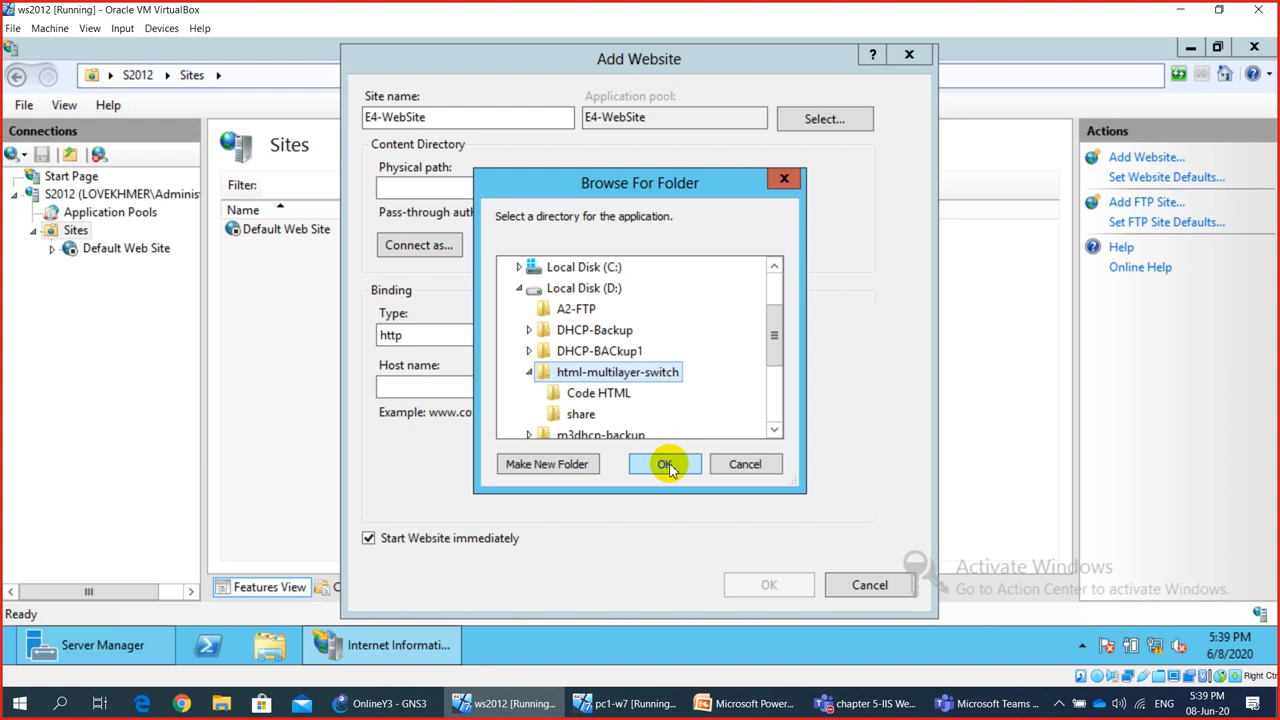 ws2012 [Running] - Oracle VM VirtualBox
File Machine View Input Devices Help
S2012 Sites
File View Help
Connections
Start Page
S2012 (LOVEKHMER\Adminis
Application Pools
Sites
Default Web Site
Sites
Filter:
Name
Default Web Site
Features View
Add Website
?
Site name:
E4-WebSite
Application pool:
E4-WebSite
Select...
Content Directory
Physical path:
Pass-through aut
Connect as...
Binding
Type:
http
Host name:
Example: www.co
Start Website immediately
OK
Cancel
Browse For Folder
Select a directory for the application.
Local Disk (C:)
Local Disk (D:)
A2-FTP
DHCP-Backup
DHCP-BACkup1
html-multilayer-switch
Code HTML
share
m3dhcp-backup
Make New Folder
OK
Cancel
Actions
Add Website...
Set Website Defaults...
Add FTP Site...
Set FTP Site Defaults...
Help
Online Help
Activate Windows
Go to Action Center to activate Windows.
Ready
Server Manager
Internet Informati...
5:39 PM
6/8/2020
Right Ctr
OnlineY3 - GNS3
ws2012 [Running...
pc1-w7 [Running...
Microsoft Power...
chapter 5-IIS We...
Microsoft Teams ...
ENG
5:39 PM
08-Jun-20